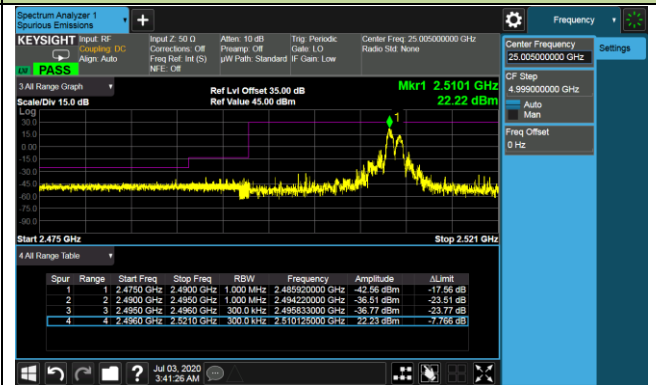 Spectrum Analyzer 1
Spurious Emissions
Frequency
KEYSIGHT Input: RF
Coupling: DC
Align: Auto
Input Z: 50 Ω
Corrections: Off
Freq Ref: Int (S)
NFE: Off
Atten: 10 dB
Preamp: Off
µW Path: Standard
Trig: Periodic
Gate: LO
IF Gain: Low
Center Freq: 25.005000000 GHz
Radio Std: None
PASS
Center Frequency
25.005000000 GHz
Settings
CF Step
4.999000000 GHz
Auto
Man
Freq Offset
0 Hz
3 All Range Graph
Scale/Div 15.0 dB
Ref Lvl Offset 35.00 dB
Ref Value 45.00 dBm
Mkr1 2.5101 GHz
22.22 dBm
Log
30.0
15.0
0.00
-15.0
-30.0
-45.0
-60.0
-75.0
-90.0
1
Start 2.475 GHz
Stop 2.521 GHz
4 All Range Table
Spur Range Start Freq Stop Freq RBW Frequency Amplitude ΔLimit
1 1 2.4750 GHz 2.4900 GHz 1.000 MHz 2.485920000 GHz -42.56 dBm -17.56 dB
2 2 2.4900 GHz 2.4950 GHz 1.000 MHz 2.494220000 GHz -36.51 dBm -23.51 dB
3 3 2.4950 GHz 2.4960 GHz 300.0 kHz 2.495833000 GHz -36.77 dBm -23.77 dB
4 4 2.4960 GHz 2.5210 GHz 300.0 kHz 2.510125000 GHz 22.23 dBm -7.766 dB
Jul 03, 2020
3:41:26 AM